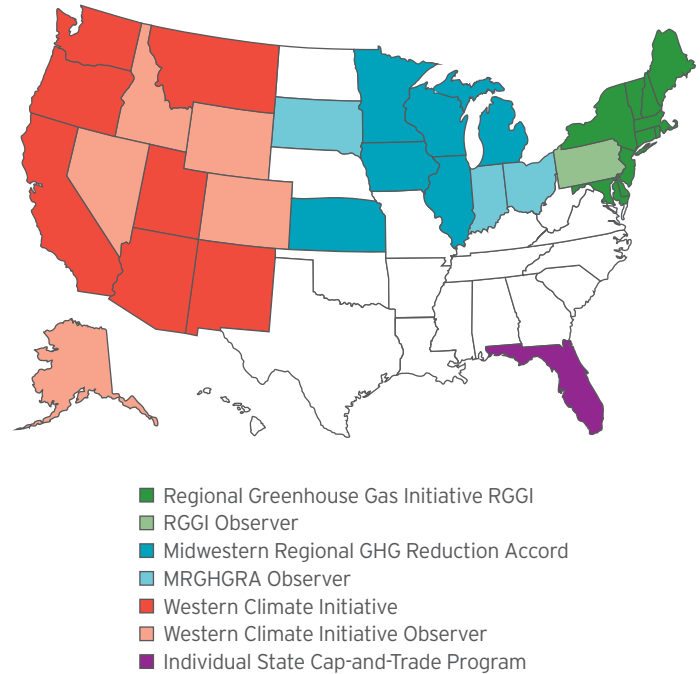 Regional Greenhouse Gas Initiative RGGI
RGGI Observer
Midwestern Regional GHG Reduction Accord
MRGHGRA Observer
Western Climate Initiative
Western Climate Initiative Observer
Individual State Cap-and-Trade Program